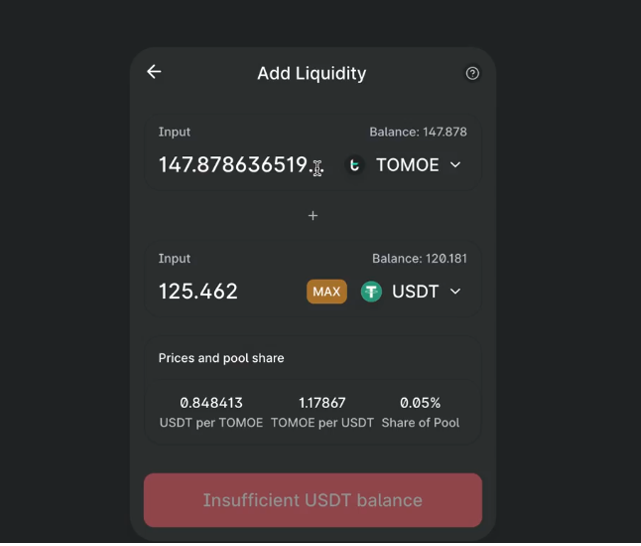 Add Liquidity
Input Balance: 147.878
147.878636519... TOMOE
+
Input Balance: 120.181
125.462 MAX USDT
Prices and pool share
0.848413 1.17867 0.05%
USDT per TOMOE TOMOE per USDT Share of Pool
Insufficient USDT balance